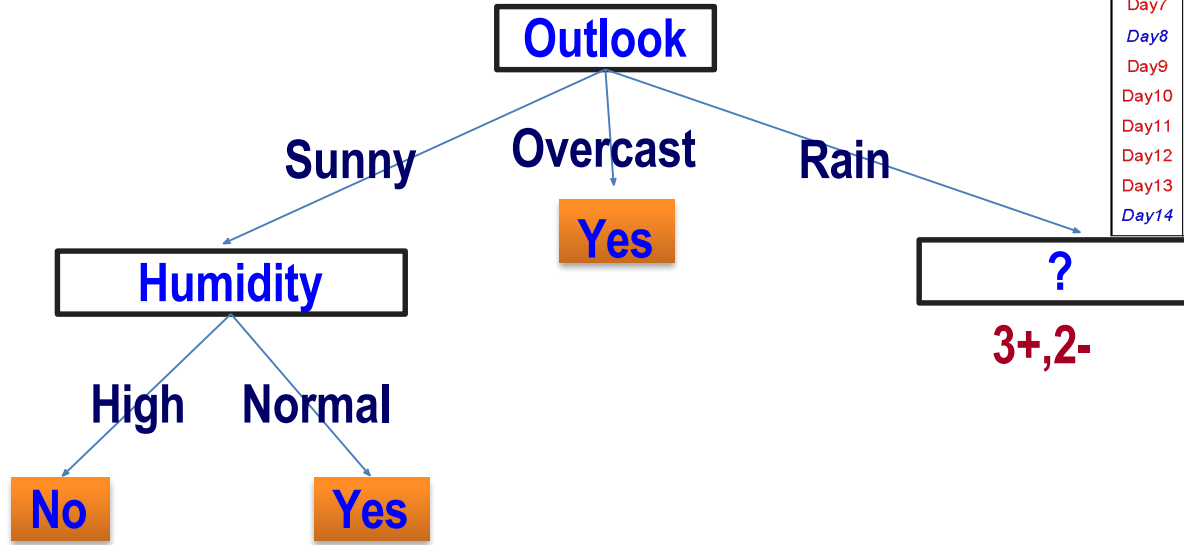 Outlook
Sunny
Overcast
Rain
Yes
Humidity
?
3+,2-
High
Normal
No
Yes
Day7
Day8
Day9
Day10
Day11
Day12
Day13
Day14